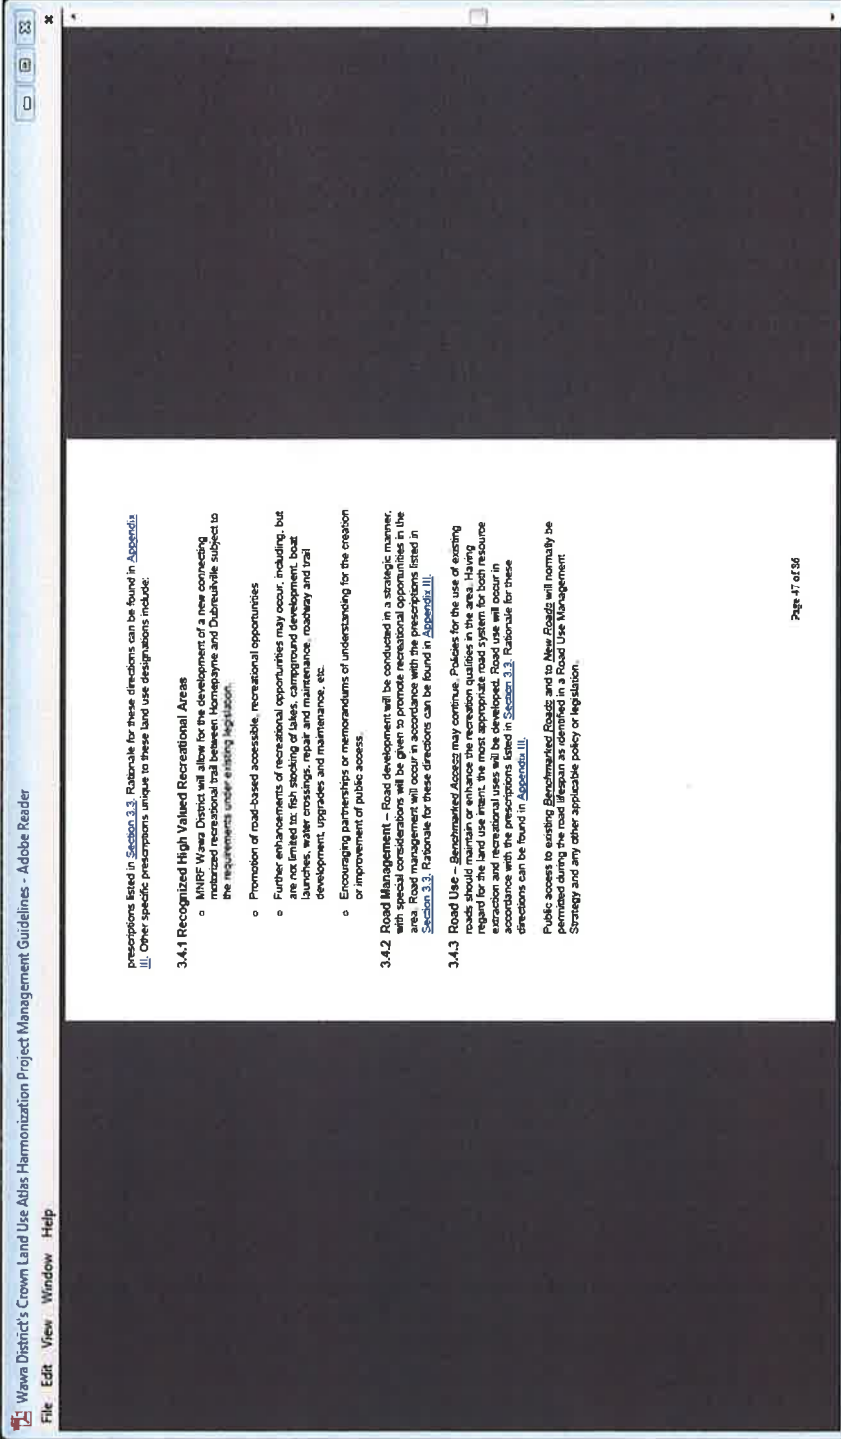 Wawa District's Crown Land Use Atlas Harmonization Project Management Guidelines - Adobe Reader
File Edit View Window Help
prescriptions listed in Section 3.3. Rationale for these directions can be found in Appendix
III. Other specific prescriptions unique to these land use designations include:
3.4.1 Recognized High Valued Recreational Areas
o MNRF Wawa District will allow for the development of a new connecting
motorized recreational trail between Hornepayne and Dubreuilville subject to
the requirements under existing legislation.
o Promotion of road-based accessible, recreational opportunities
o Further enhancements of recreational opportunities may occur, including, but
are not limited to: fish stocking of lakes, campground development, boat
launches, water crossings, repair and maintenance, roadway and trail
development, upgrades and maintenance, etc.
o Encouraging partnerships or memorandums of understanding for the creation
or improvement of public access.
3.4.2 Road Management – Road development will be conducted in a strategic manner,
with special considerations will be given to promote recreational opportunities in the
area. Road management will occur in accordance with the prescriptions listed in
Section 3.3. Rationale for these directions can be found in Appendix III.
3.4.3 Road Use – Benchmarked Access may continue. Policies for the use of existing
roads should maintain or enhance the recreation qualities in the area. Having
regard for the land use intent, the most appropriate road system for both resource
extraction and recreational uses will be developed. Road use will occur in
accordance with the prescriptions listed in Section 3.3. Rationale for these
directions can be found in Appendix III.
Public access to existing Benchmarked Roads and to New Roads will normally be
permitted during the road lifespan as identified in a Road Use Management
Strategy and any other applicable policy or legislation.
Page 47 of 56